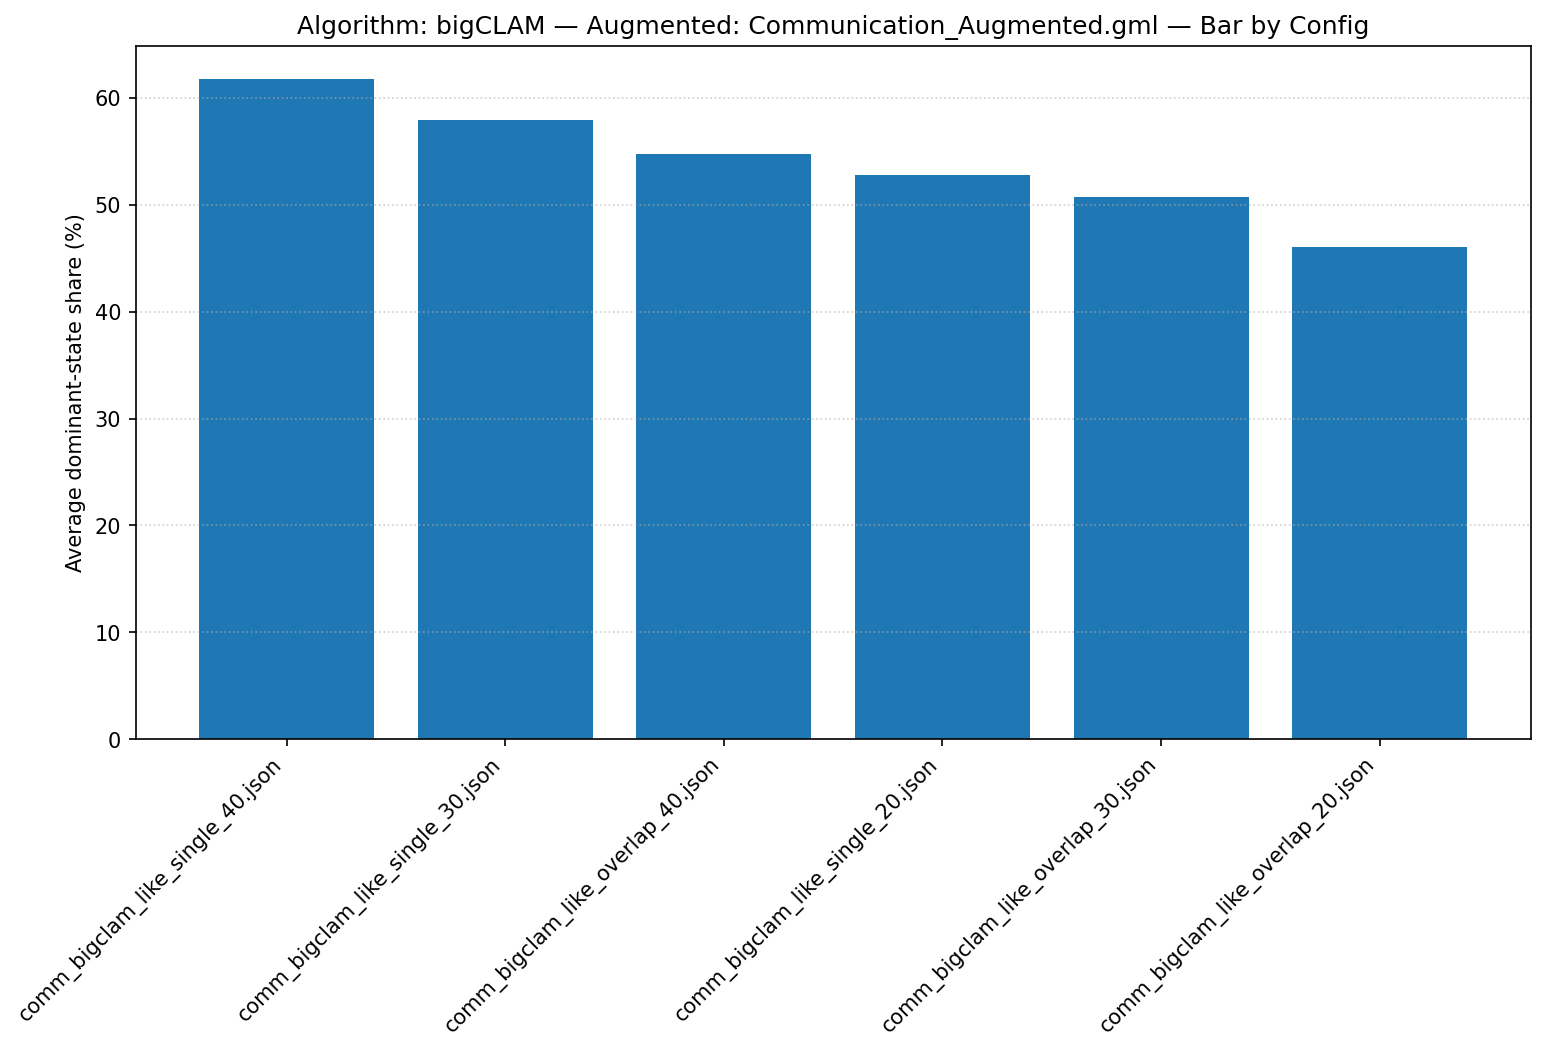 Algorithm: bigCLAM — Augmented: Communication_Augmented.gml — Bar by Config
Average dominant-state share (%)
60
50
40
30
20
10
0
comm_bigclam_like_single_40.json
comm_bigclam_like_single_30.json
comm_bigclam_like_overlap_40.json
comm_bigclam_like_single_20.json
comm_bigclam_like_overlap_30.json
comm_bigclam_like_overlap_20.json